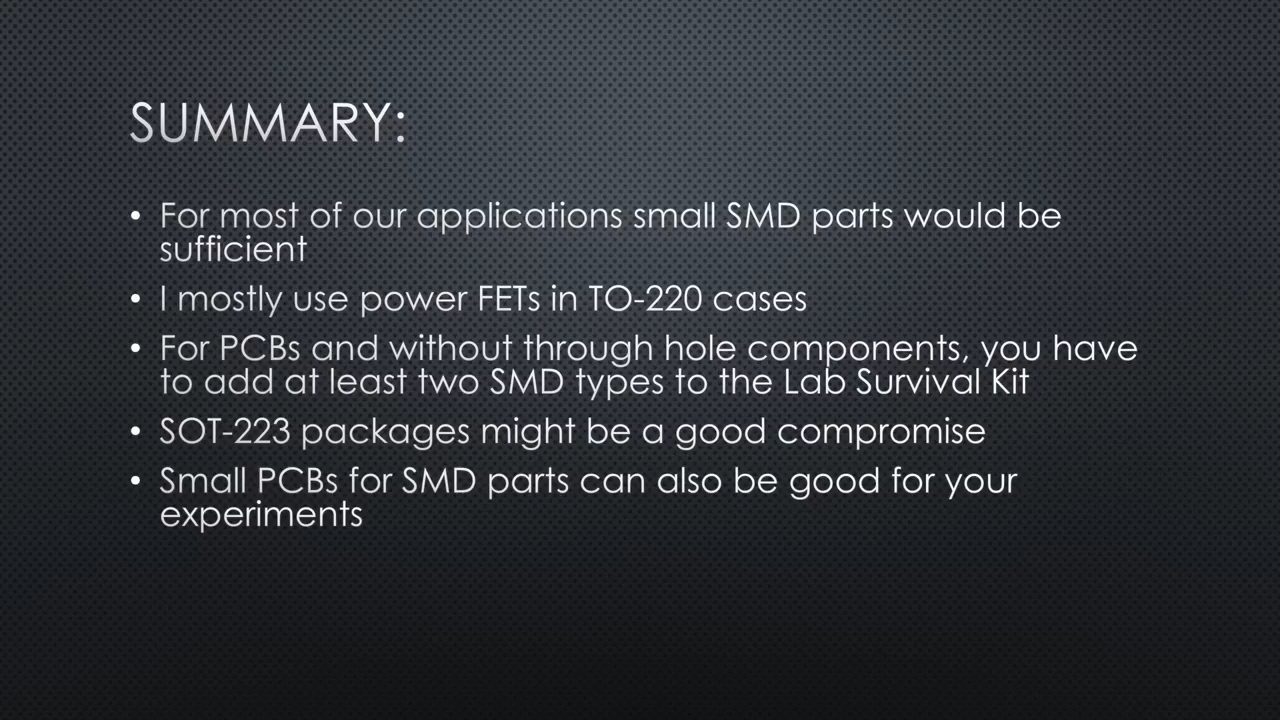 SUMMARY:
• For most of our applications small SMD parts would be
sufficient
• I mostly use power FETs in TO-220 cases
• For PCBs and without through hole components, you have
to add at least two SMD types to the Lab Survival Kit
• SOT-223 packages might be a good compromise
• Small PCBs for SMD parts can also be good for your
experiments